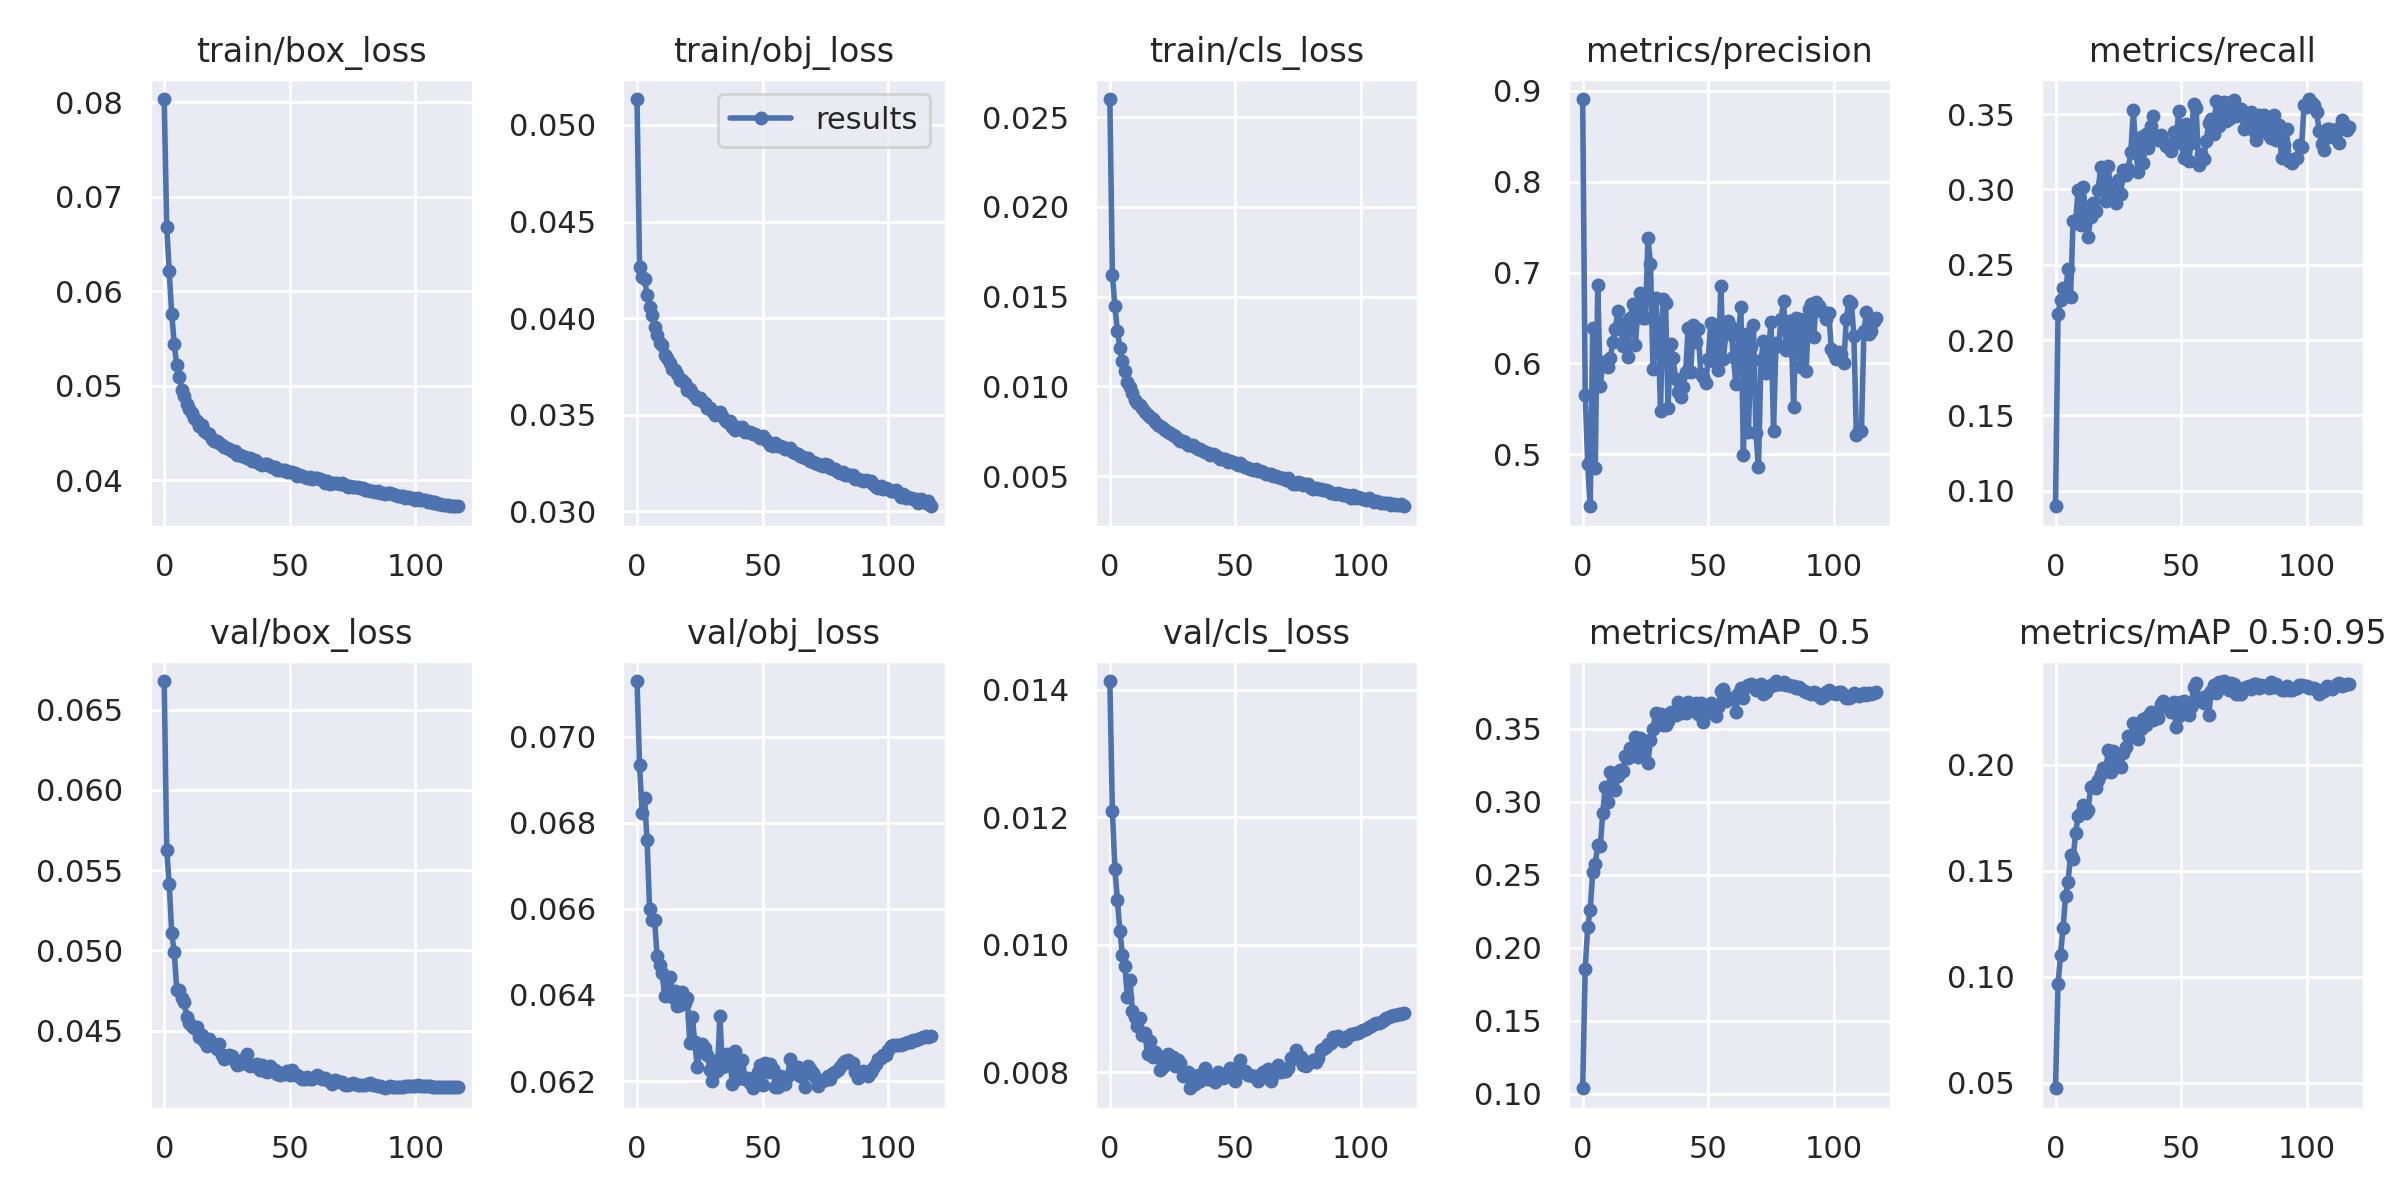 train/box_loss
0.08
0.07
0.06
0.05
0.04
0 50 100
train/obj_loss
results
0.050
0.045
0.040
0.035
0.030
0 50 100
train/cls_loss
0.025
0.020
0.015
0.010
0.005
0 50 100
metrics/precision
0.9
0.8
0.7
0.6
0.5
0 50 100
metrics/recall
0.35
0.30
0.25
0.20
0.15
0.10
0 50 100
val/box_loss
0.065
0.060
0.055
0.050
0.045
0 50 100
val/obj_loss
0.070
0.068
0.066
0.064
0.062
0 50 100
val/cls_loss
0.014
0.012
0.010
0.008
0 50 100
metrics/mAP_0.5
0.35
0.30
0.25
0.20
0.15
0.10
0 50 100
metrics/mAP_0.5:0.95
0.20
0.15
0.10
0.05
0 50 100